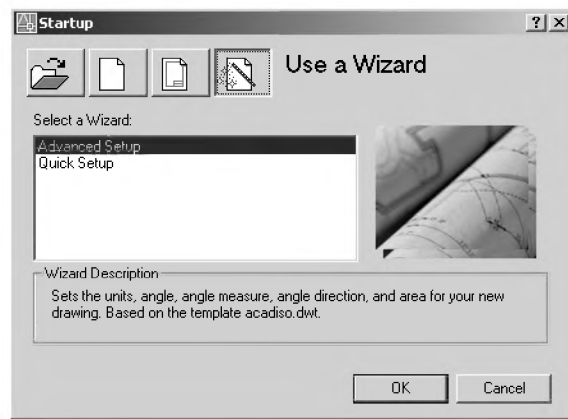 Startup
Use a Wizard
Select a Wizard:
Advanced Setup
Quick Setup
Wizard Description
Sets the units, angle, angle measure, angle direction, and area for your new
drawing. Based on the template acadiso.dwt.
OK
Cancel